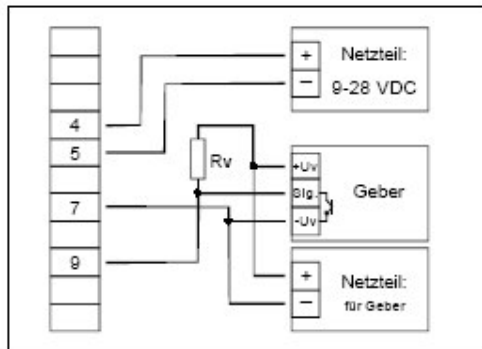 4
5
7
9
Rv
+
−
Netzteil:
9-28 VDC
+Uv
Sig.
-Uv
Geber
+
−
Netzteil:
für Geber